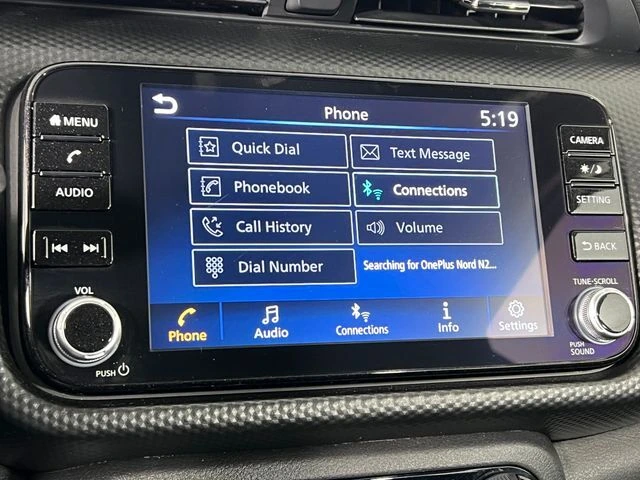 Phone
5:19
MENU
AUDIO
VOL
PUSH
Quick Dial
Text Message
Phonebook
Connections
Call History
Volume
Dial Number
Searching for OnePlus Nord N2...
Phone
Audio
Connections
Info
Settings
CAMERA
SETTING
BACK
TUNE-SCROLL
PUSH
SOUND